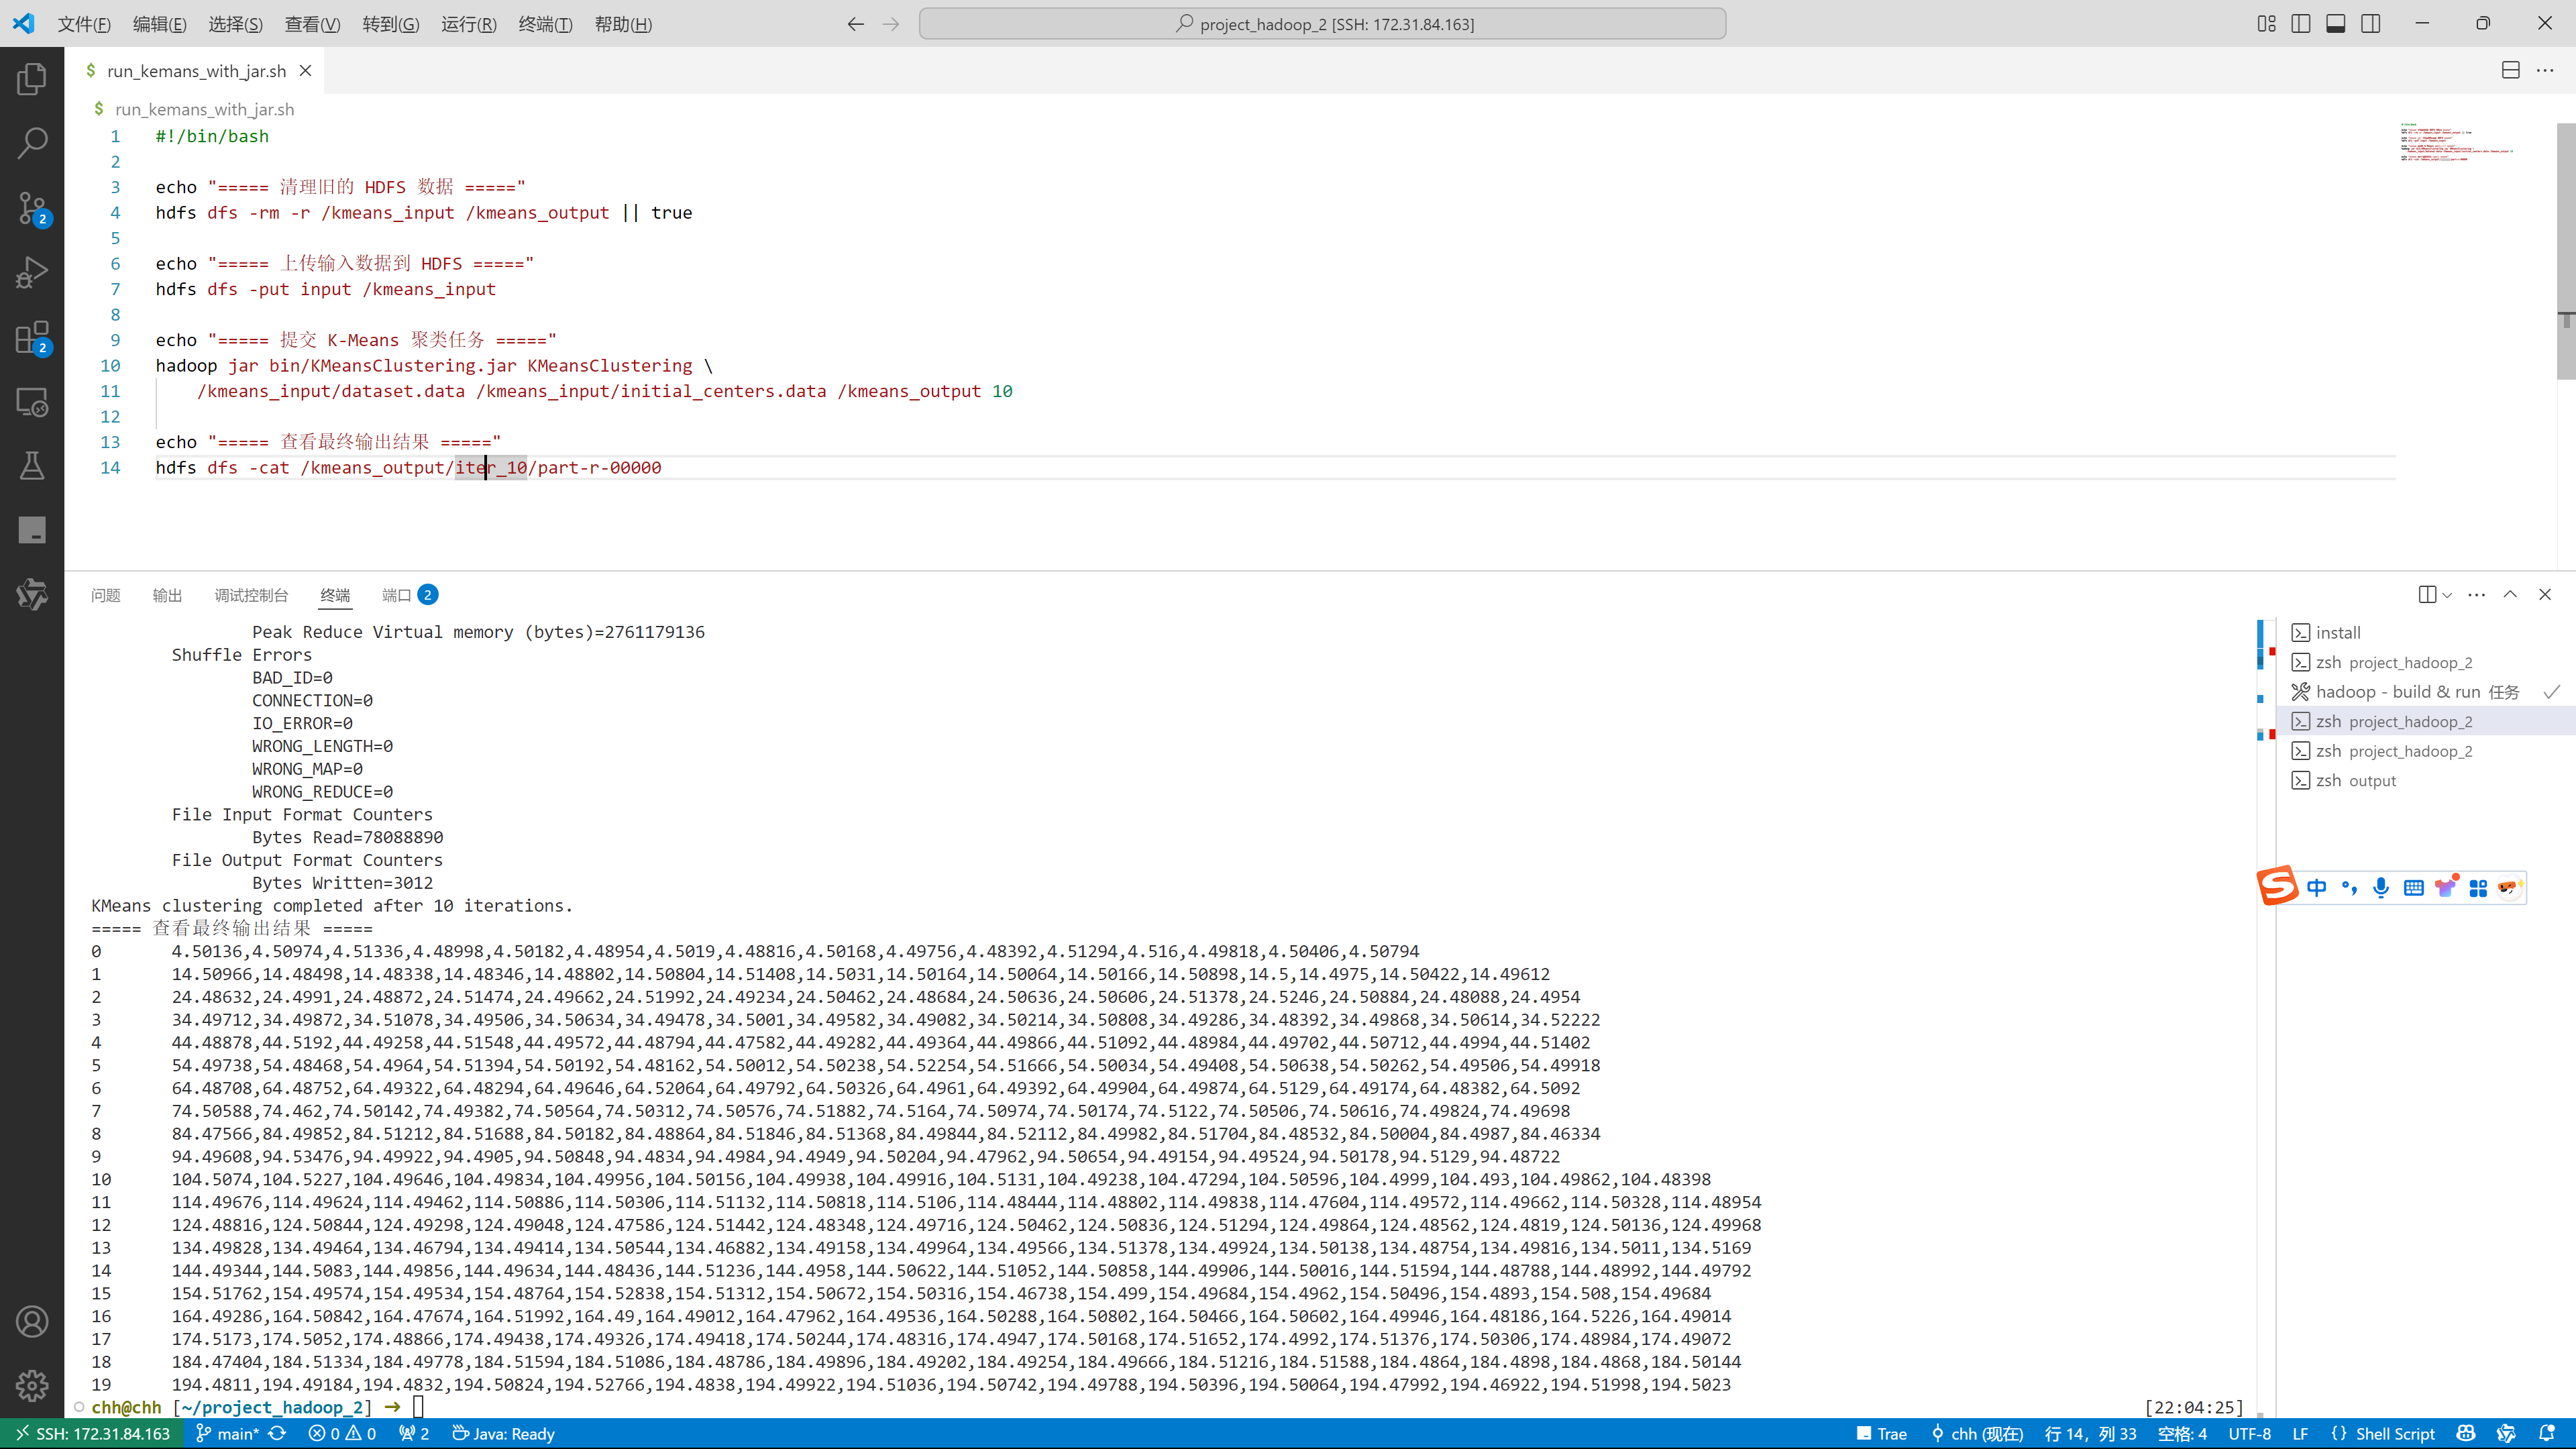 文件(F) 编辑(E) 选择(S) 查看(V) 转到(G) 运行(R) 终端(T) 帮助(H) project_hadoop_2 [SSH: 172.31.84.163]
$ run_kemans_with_jar.sh
$ run_kemans_with_jar.sh
1 #!/bin/bash
2
3 echo "===== 清理旧的 HDFS 数据 ====="
4 hdfs dfs -rm -r /kmeans_input /kmeans_output || true
5
6 echo "===== 上传输入数据到 HDFS ====="
7 hdfs dfs -put input /kmeans_input
8
9 echo "===== 提交 K-Means 聚类任务 ====="
10 hadoop jar bin/KMeansClustering.jar KMeansClustering \
11 /kmeans_input/dataset.data /kmeans_input/initial_centers.data /kmeans_output 10
12
13 echo "===== 查看最终输出结果 ====="
14 hdfs dfs -cat /kmeans_output/iter_10/part-r-00000
2
2
问题 输出 调试控制台 终端 端口 2
Peak Reduce Virtual memory (bytes)=2761179136
Shuffle Errors
BAD_ID=0
CONNECTION=0
IO_ERROR=0
WRONG_LENGTH=0
WRONG_MAP=0
WRONG_REDUCE=0
File Input Format Counters
Bytes Read=78088890
File Output Format Counters
Bytes Written=3012
KMeans clustering completed after 10 iterations.
===== 查看最终输出结果 =====
0 4.50136,4.50974,4.51336,4.48998,4.50182,4.48954,4.5019,4.48816,4.50168,4.49756,4.48392,4.51294,4.516,4.49818,4.50406,4.50794
1 14.50966,14.48498,14.48338,14.48346,14.48802,14.50804,14.51408,14.5031,14.50164,14.50064,14.50166,14.50898,14.5,14.4975,14.50422,14.49612
2 24.48632,24.4991,24.48872,24.51474,24.49662,24.51992,24.49234,24.50462,24.48684,24.50636,24.50606,24.51378,24.5246,24.50884,24.48088,24.4954
3 34.49712,34.49872,34.51078,34.49506,34.50634,34.49478,34.5001,34.49582,34.49082,34.50214,34.50808,34.49286,34.48392,34.49868,34.50614,34.52222
4 44.48878,44.5192,44.49258,44.51548,44.49572,44.48794,44.47582,44.49282,44.49364,44.49866,44.51092,44.48984,44.49702,44.50712,44.4994,44.51402
5 54.49738,54.48468,54.4964,54.51394,54.50192,54.48162,54.50012,54.50238,54.52254,54.51666,54.50034,54.49408,54.50638,54.50262,54.49506,54.49918
6 64.48708,64.48752,64.49322,64.48294,64.49646,64.52064,64.49792,64.50326,64.4961,64.49392,64.49904,64.49874,64.5129,64.49174,64.48382,64.5092
7 74.50588,74.462,74.50142,74.49382,74.50564,74.50312,74.50576,74.51882,74.5164,74.50974,74.50174,74.5122,74.50506,74.50616,74.49824,74.49698
8 84.47566,84.49852,84.51212,84.51688,84.50182,84.48864,84.51846,84.51368,84.49844,84.52112,84.49982,84.51704,84.48532,84.50004,84.4987,84.46334
9 94.49608,94.53476,94.49922,94.4905,94.50848,94.4834,94.4984,94.4949,94.50204,94.47962,94.50654,94.49154,94.49524,94.50178,94.5129,94.48722
10 104.5074,104.5227,104.49646,104.49834,104.49956,104.50156,104.49938,104.49916,104.5131,104.49238,104.47294,104.50596,104.4999,104.493,104.49862,104.48398
11 114.49676,114.49624,114.49462,114.50886,114.50306,114.51132,114.50818,114.5106,114.48444,114.48802,114.49838,114.47604,114.49572,114.49662,114.50328,114.48954
12 124.48816,124.50844,124.49298,124.49048,124.47586,124.51442,124.48348,124.49716,124.50462,124.50836,124.51294,124.49864,124.48562,124.4819,124.50136,124.49968
13 134.49828,134.49464,134.46794,134.49414,134.50544,134.46882,134.49158,134.49964,134.49566,134.51378,134.49924,134.50138,134.48754,134.49816,134.5011,134.5169
14 144.49344,144.5083,144.49856,144.49634,144.48436,144.51236,144.4958,144.50622,144.51052,144.50858,144.49906,144.50016,144.51594,144.48788,144.48992,144.49792
15 154.51762,154.49574,154.49534,154.48764,154.52838,154.51312,154.50672,154.50316,154.46738,154.499,154.49684,154.4962,154.50496,154.4893,154.508,154.49684
16 164.49286,164.50842,164.47674,164.51992,164.49,164.49012,164.47962,164.49536,164.50288,164.50802,164.50466,164.50602,164.49946,164.48186,164.5226,164.49014
17 174.5173,174.5052,174.48866,174.49438,174.49326,174.49418,174.50244,174.48316,174.4947,174.50168,174.51652,174.4992,174.51376,174.50306,174.48984,174.49072
18 184.47404,184.51334,184.49778,184.51594,184.51086,184.48786,184.49896,184.49202,184.49254,184.49666,184.51216,184.51588,184.4864,184.4898,184.4868,184.50144
19 194.4811,194.49184,194.4832,194.50824,194.52766,194.4838,194.49922,194.51036,194.50742,194.49788,194.50396,194.50064,194.47992,194.46922,194.51998,194.5023
chh@chh [~/project_hadoop_2] → [22:04:25]
install
zsh project_hadoop_2
hadoop - build & run 任务
zsh project_hadoop_2
zsh project_hadoop_2
zsh output
S 中
SSH: 172.31.84.163 main* 0 0 2 Java: Ready Trae chh (现在) 行 14，列 33 空格: 4 UTF-8 LF {} Shell Script